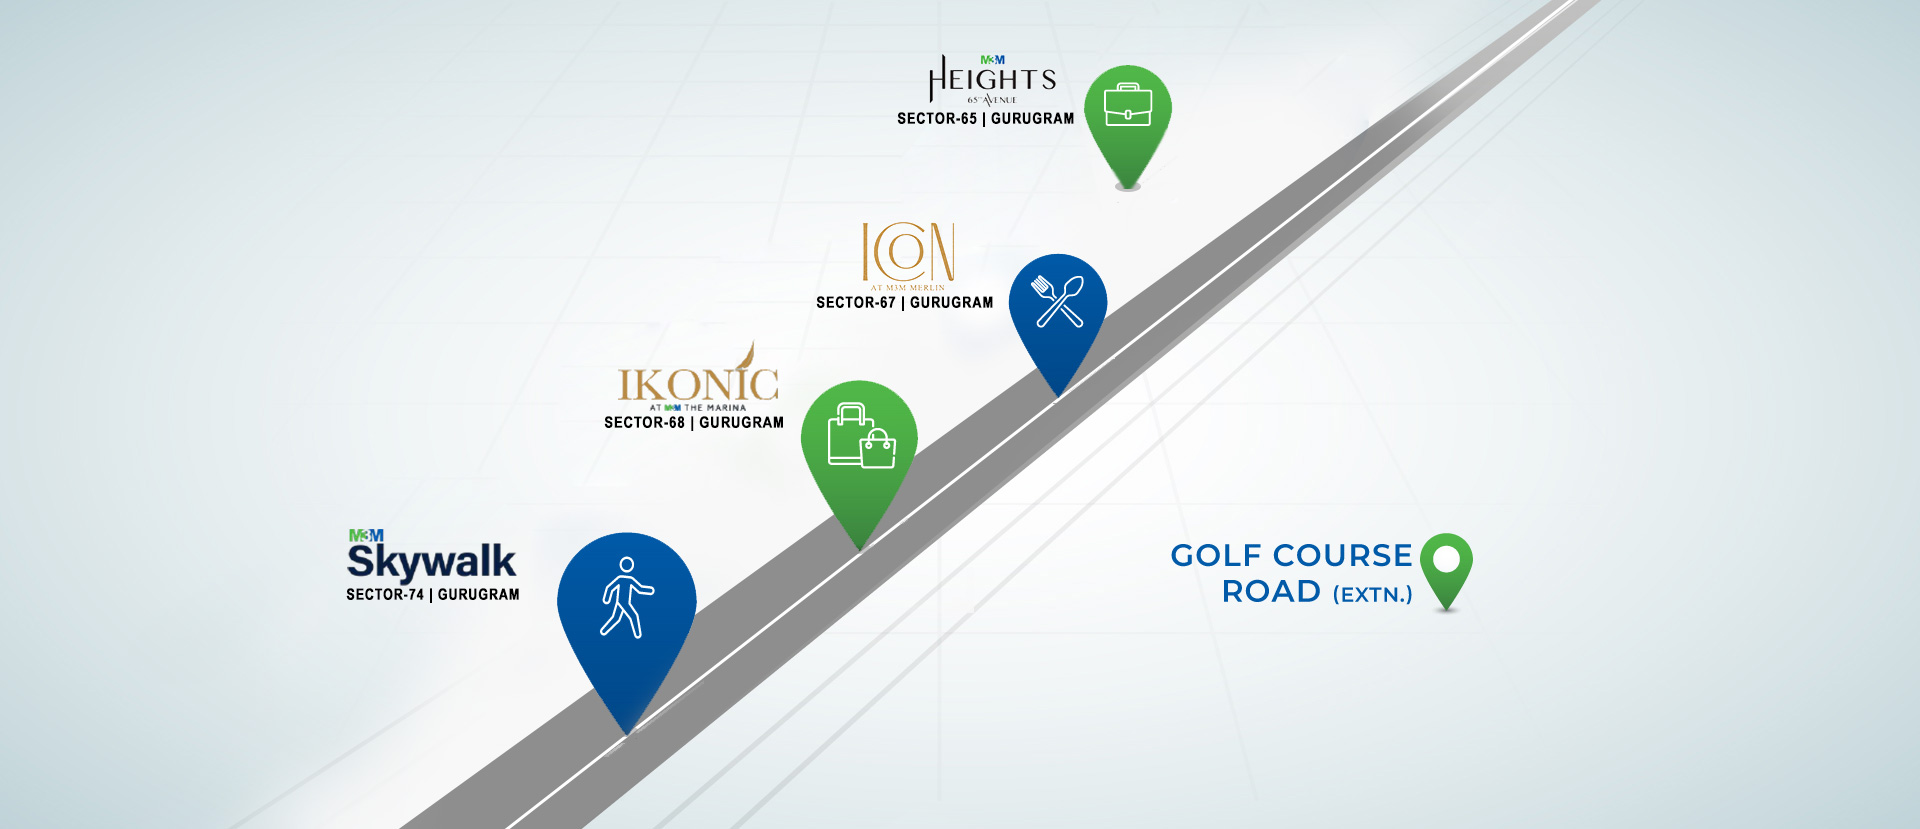 M3M
HEIGHTS
65TH AVENUE
SECTOR-65 | GURUGRAM
ICON
AT M3M MERLIN
SECTOR-67 | GURUGRAM
IKONIC
AT M3M THE MARINA
SECTOR-68 | GURUGRAM
M3M
Skywalk
SECTOR-74 | GURUGRAM
GOLF COURSE
ROAD (EXTN.)